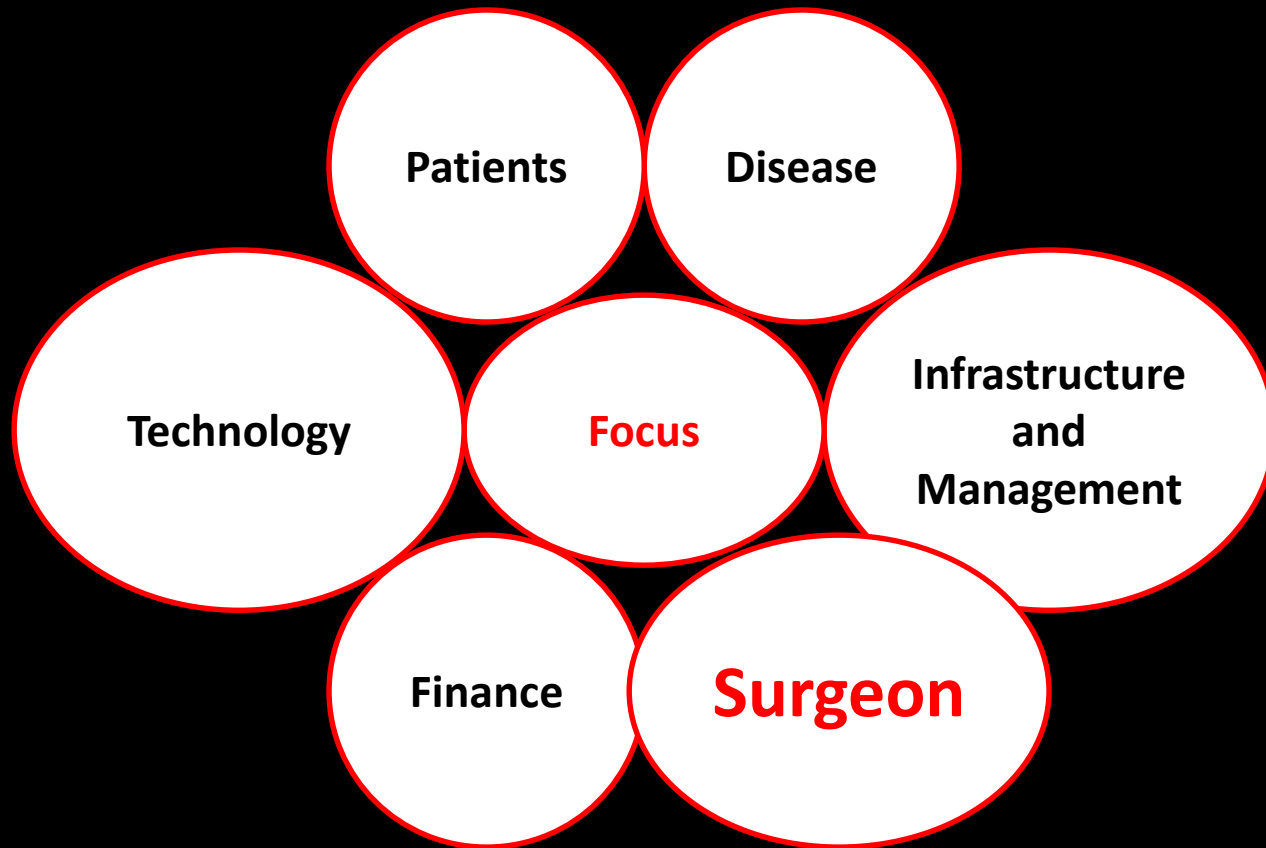 Patients
Disease
Technology
Focus
Infrastructure
and
Management
Finance
Surgeon